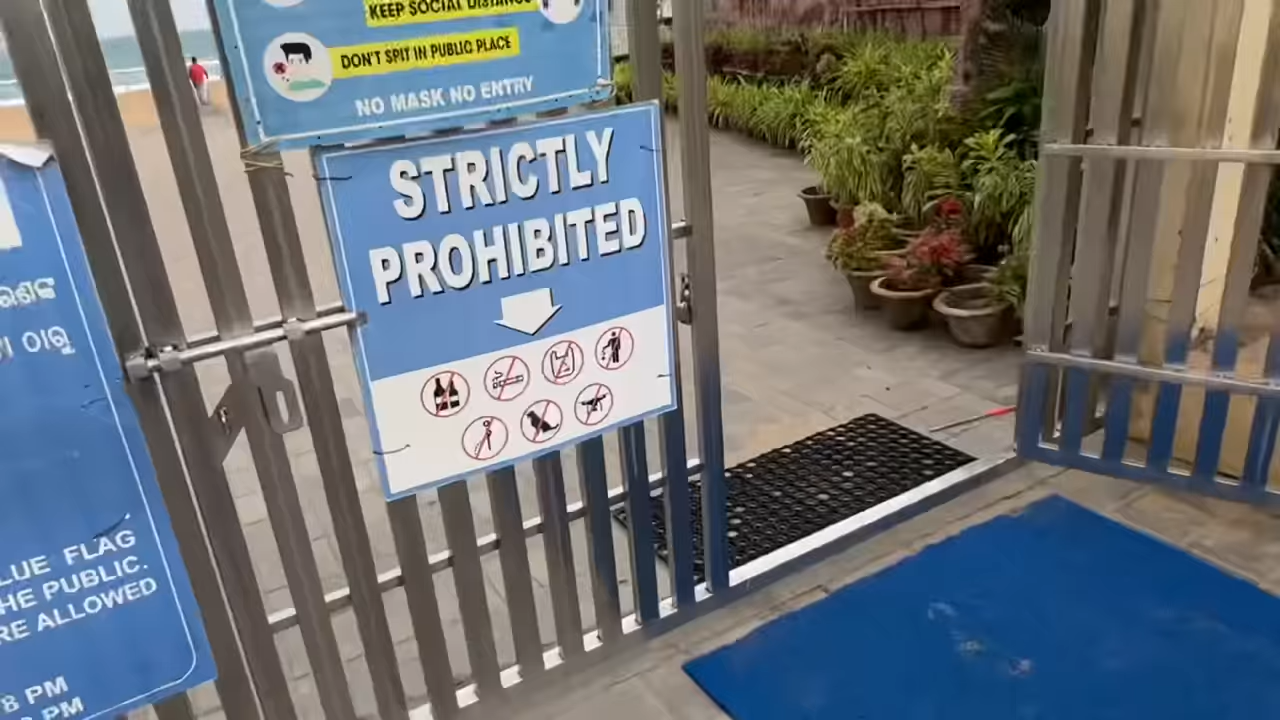 KEEP SOCIAL DISTANCE
DON'T SPIT IN PUBLIC PLACE
NO MASK NO ENTRY
STRICTLY
PROHIBITED
ଠାରୁ
LUE FLAG
HE PUBLIC.
RE ALLOWED
8 PM
PM